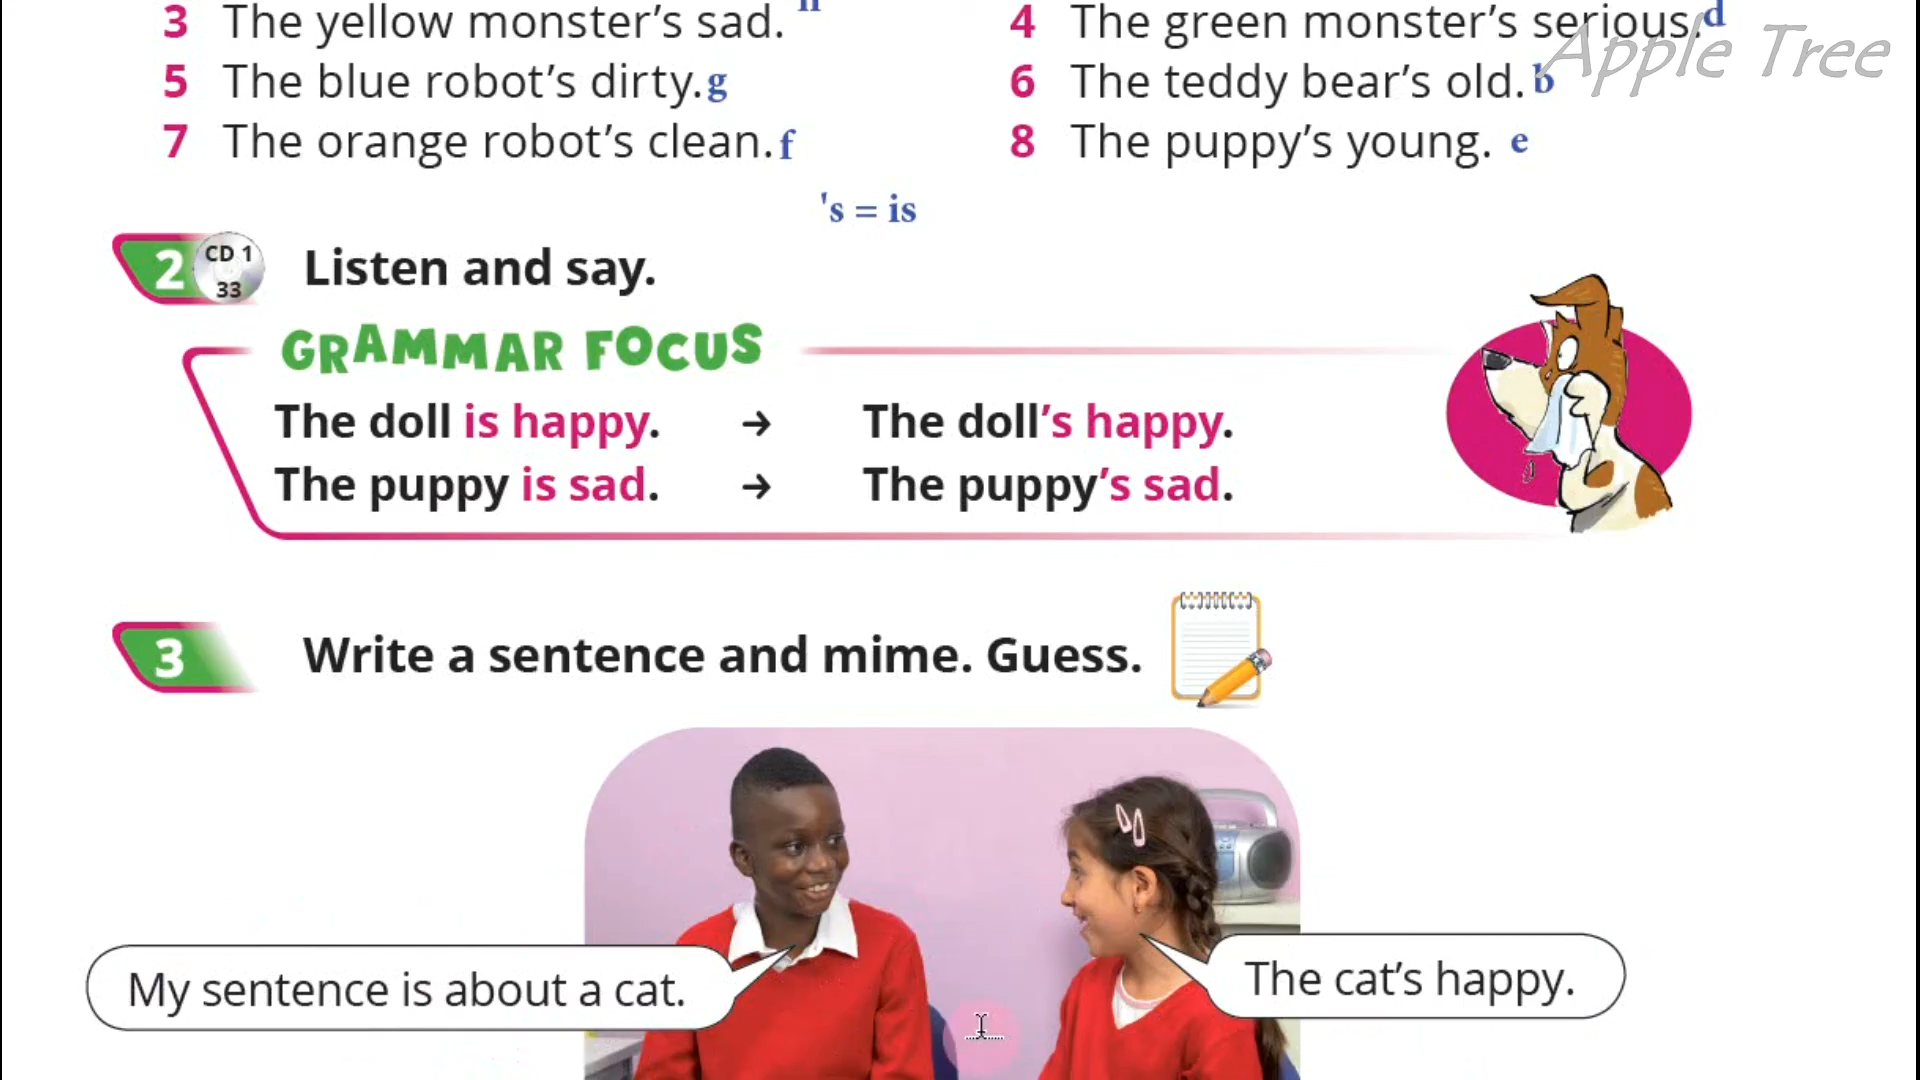 3 The yellow monster's sad.
4 The green monster's serious. d
Apple Tree
5 The blue robot's dirty. g
6 The teddy bear's old. b
7 The orange robot's clean. f
8 The puppy's young. e
's = is
2 CD 1 33 Listen and say.
GRAMMAR FOCUS
The doll is happy. → The doll's happy.
The puppy is sad. → The puppy's sad.
3 Write a sentence and mime. Guess.
My sentence is about a cat.
The cat's happy.